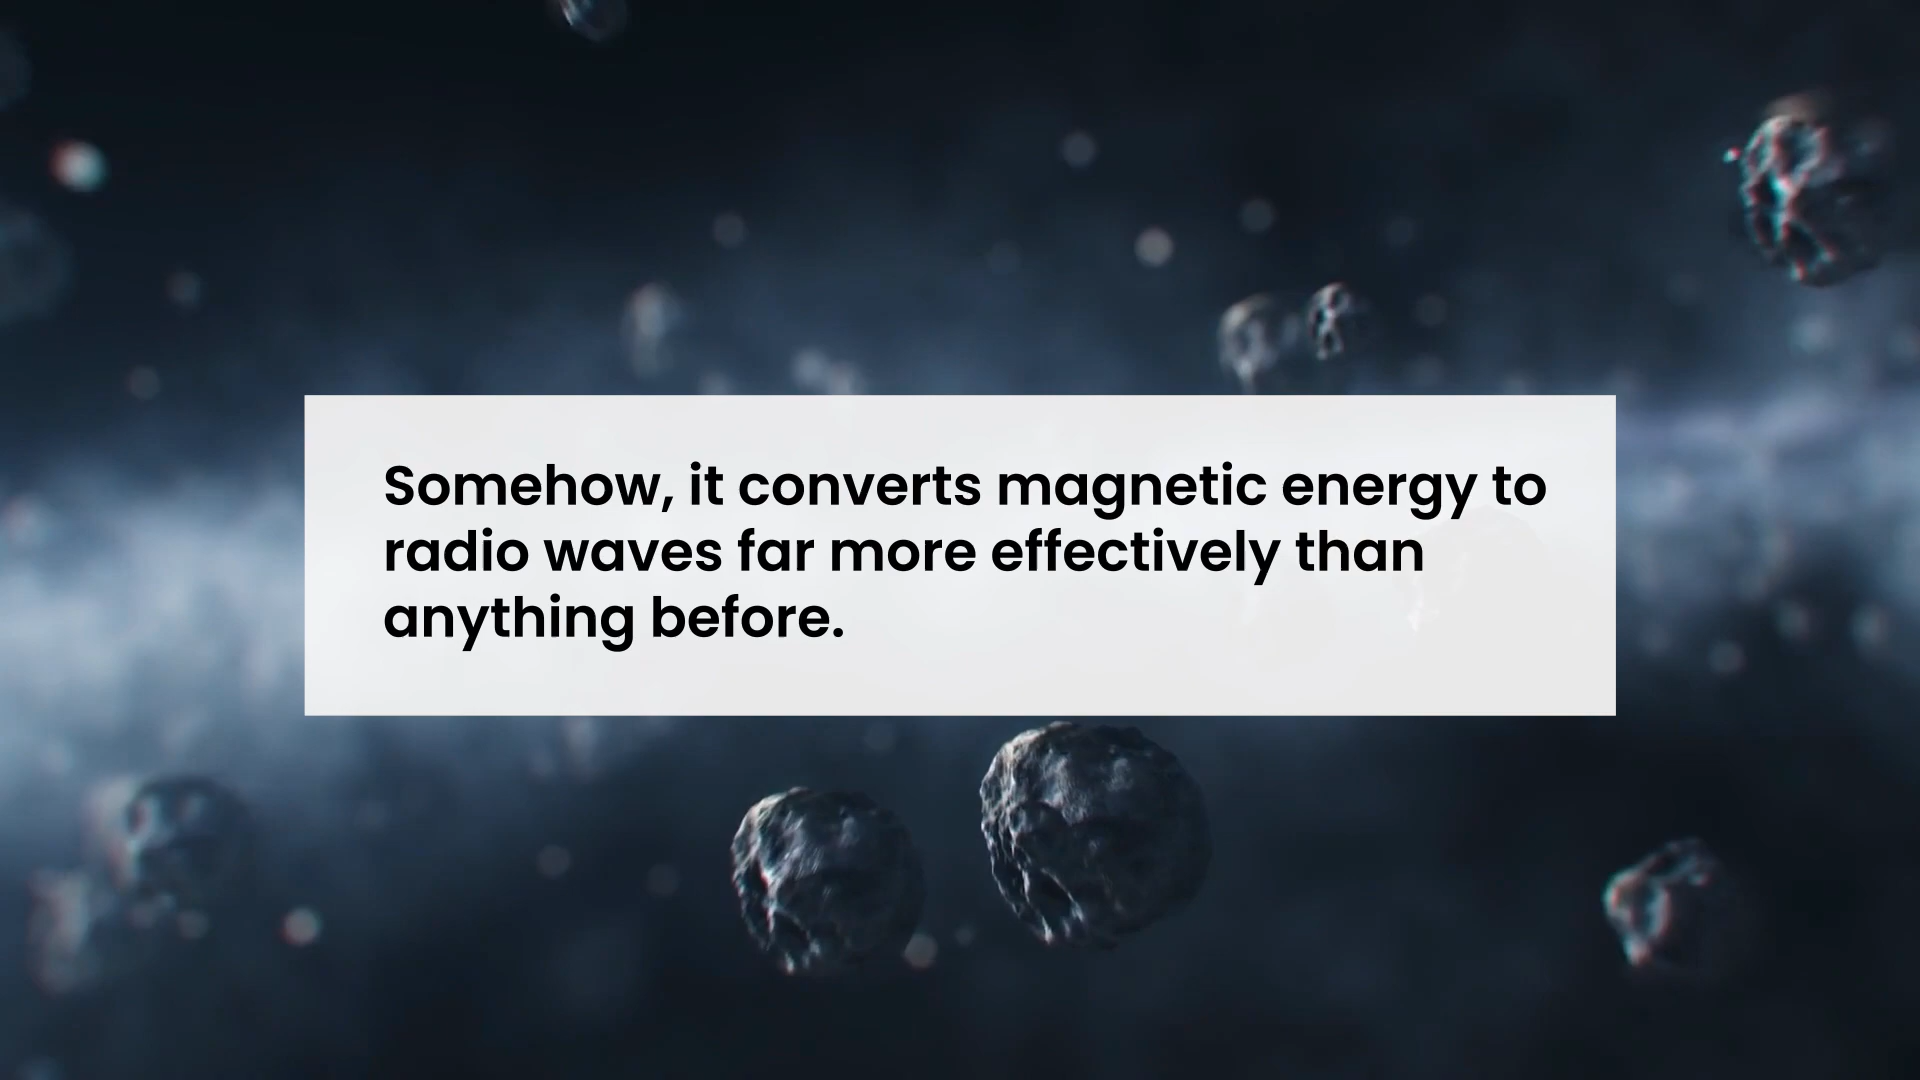 Somehow, it converts magnetic energy to
radio waves far more effectively than
anything before.